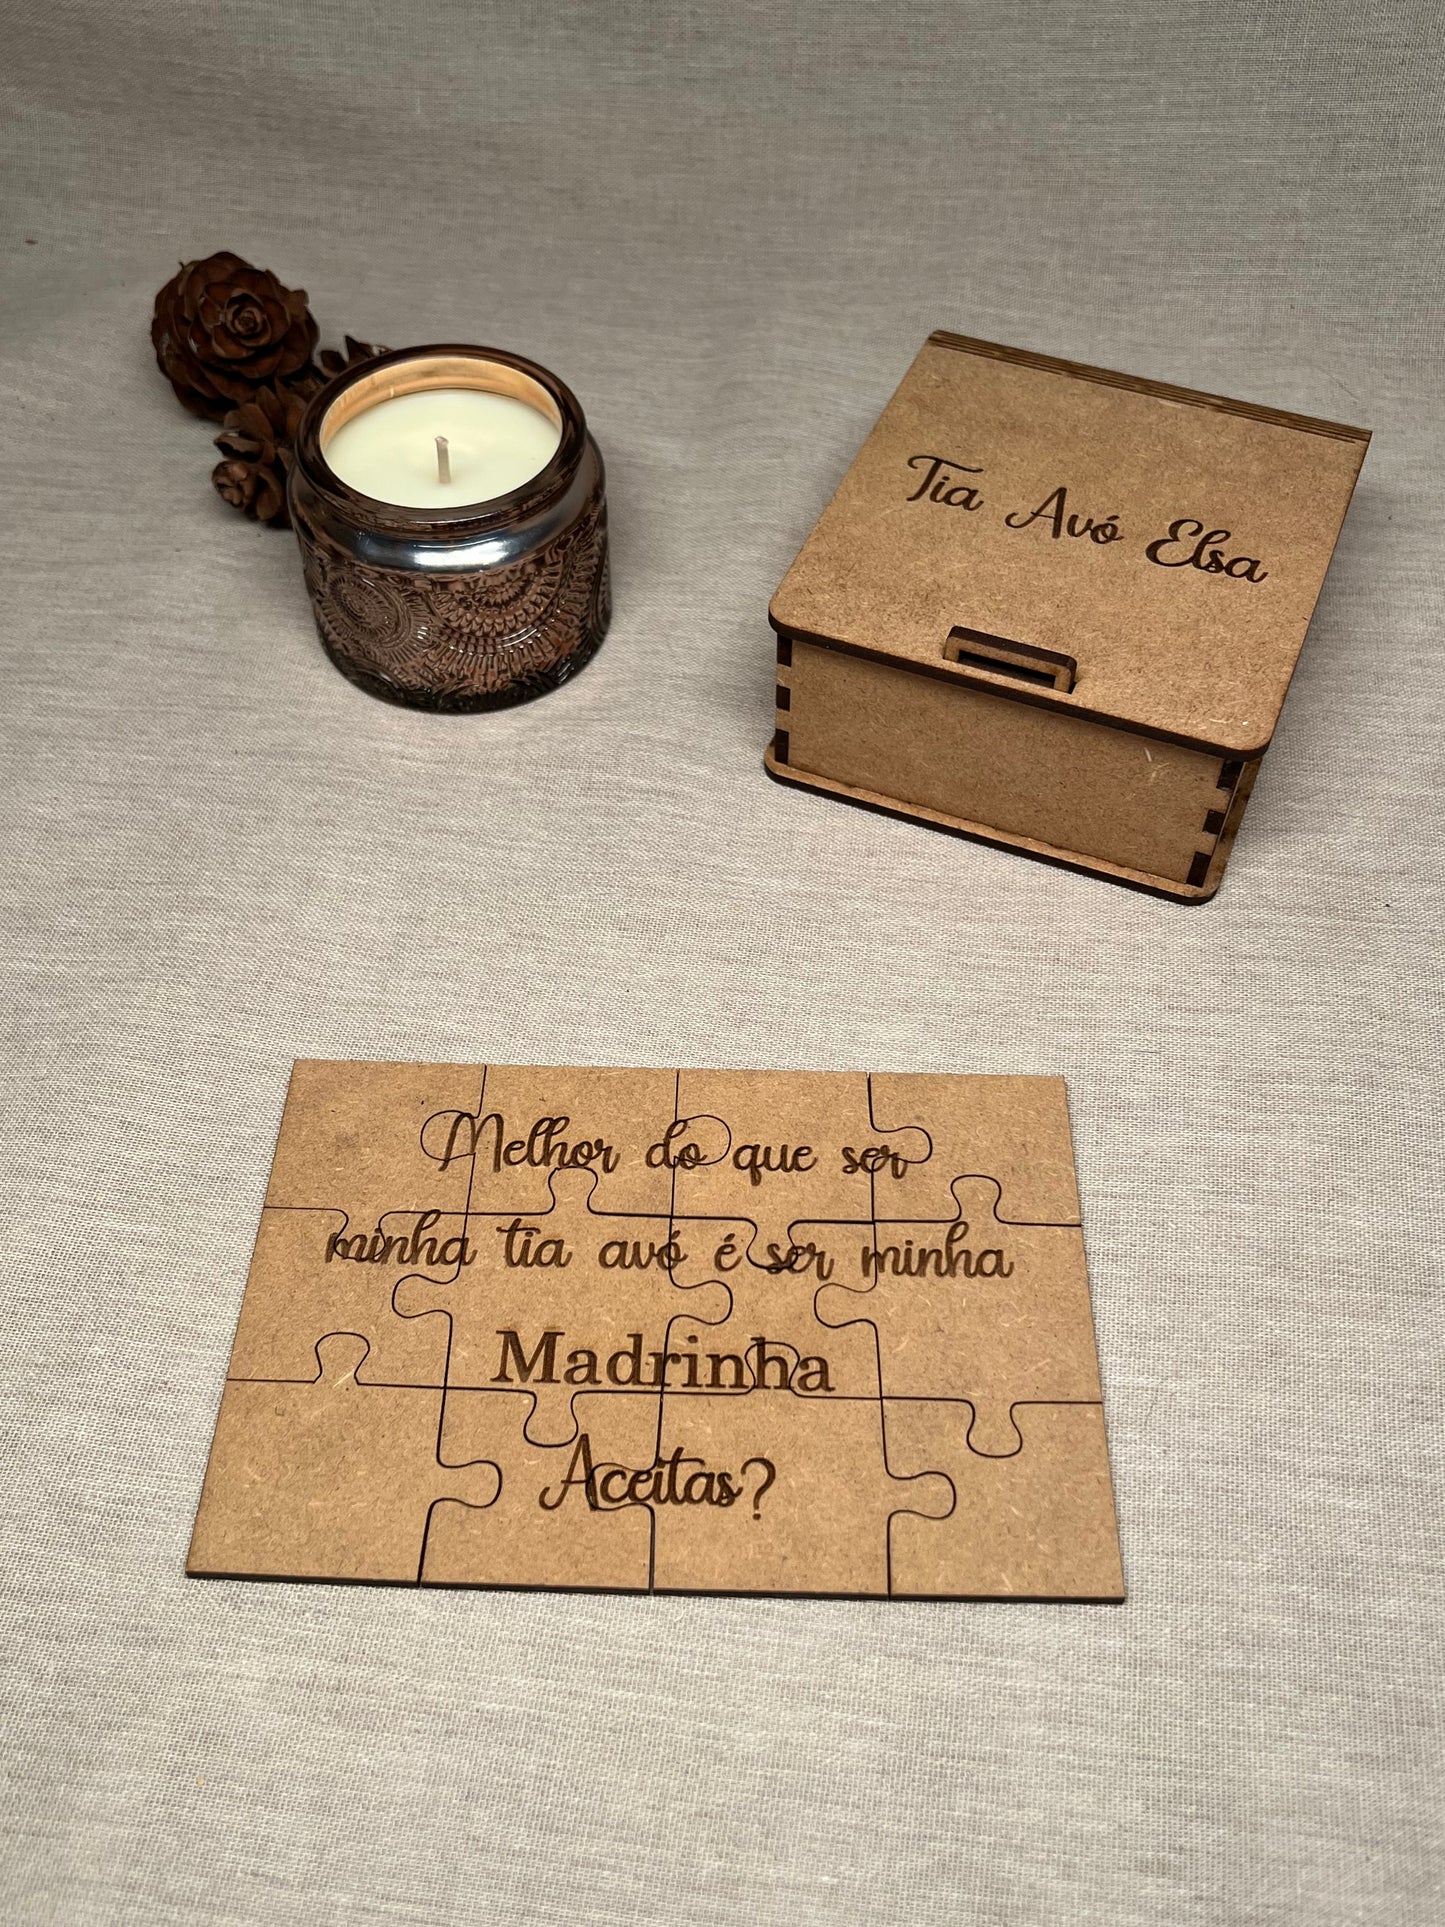 Tia Avó Elsa
Melhor do que ser
minha tia avó é ser minha
Madrinha
Aceitas?